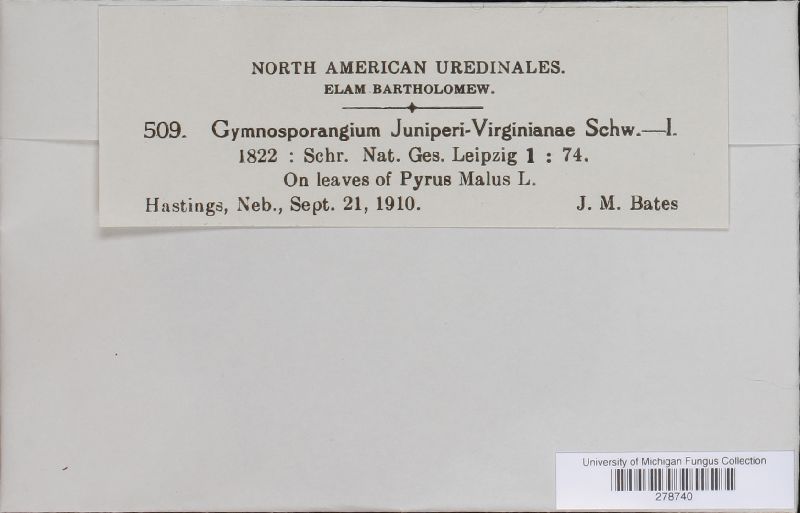 NORTH AMERICAN UREDINALES.
ELAM BARTHOLOMEW.
509. Gymnosporangium Juniperi-Virginianae Schw.—I.
1822 : Schr. Nat. Ges. Leipzig 1 : 74.
On leaves of Pyrus Malus L.
Hastings, Neb., Sept. 21, 1910. J. M. Bates
University of Michigan Fungus Collection
278740